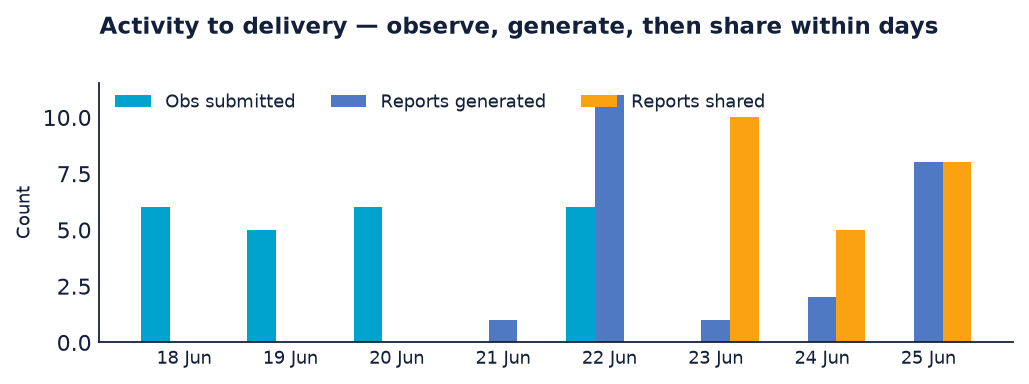 Activity to delivery — observe, generate, then share within days
Obs submitted Reports generated Reports shared
Count
10.0
7.5
5.0
2.5
0.0
18 Jun 19 Jun 20 Jun 21 Jun 22 Jun 23 Jun 24 Jun 25 Jun